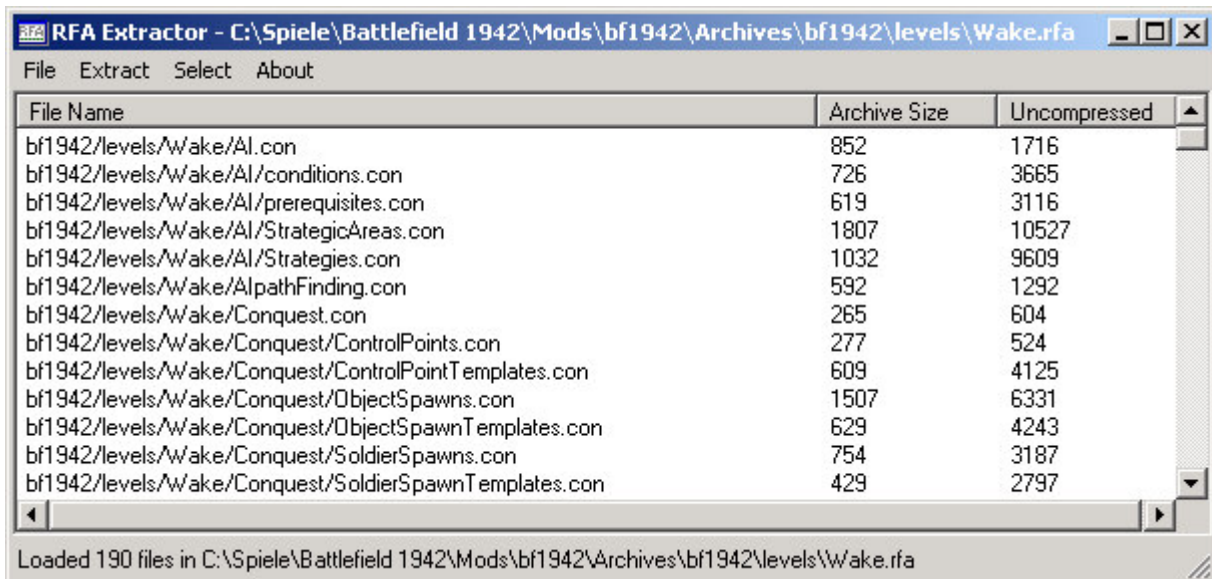 RFA RFA Extractor - C:\Spiele\Battlefield 1942\Mods\bf1942\Archives\bf1942\levels\Wake.rfa
File Extract Select About
File Name Archive Size Uncompressed
bf1942/levels/Wake/AI.con 852 1716
bf1942/levels/Wake/AI/conditions.con 726 3665
bf1942/levels/Wake/AI/prerequisites.con 619 3116
bf1942/levels/Wake/AI/StrategicAreas.con 1807 10527
bf1942/levels/Wake/AI/Strategies.con 1032 9609
bf1942/levels/Wake/AIpathFinding.con 592 1292
bf1942/levels/Wake/Conquest.con 265 604
bf1942/levels/Wake/Conquest/ControlPoints.con 277 524
bf1942/levels/Wake/Conquest/ControlPointTemplates.con 609 4125
bf1942/levels/Wake/Conquest/ObjectSpawns.con 1507 6331
bf1942/levels/Wake/Conquest/ObjectSpawnTemplates.con 629 4243
bf1942/levels/Wake/Conquest/SoldierSpawns.con 754 3187
bf1942/levels/Wake/Conquest/SoldierSpawnTemplates.con 429 2797
Loaded 190 files in C:\Spiele\Battlefield 1942\Mods\bf1942\Archives\bf1942\levels\\Wake.rfa